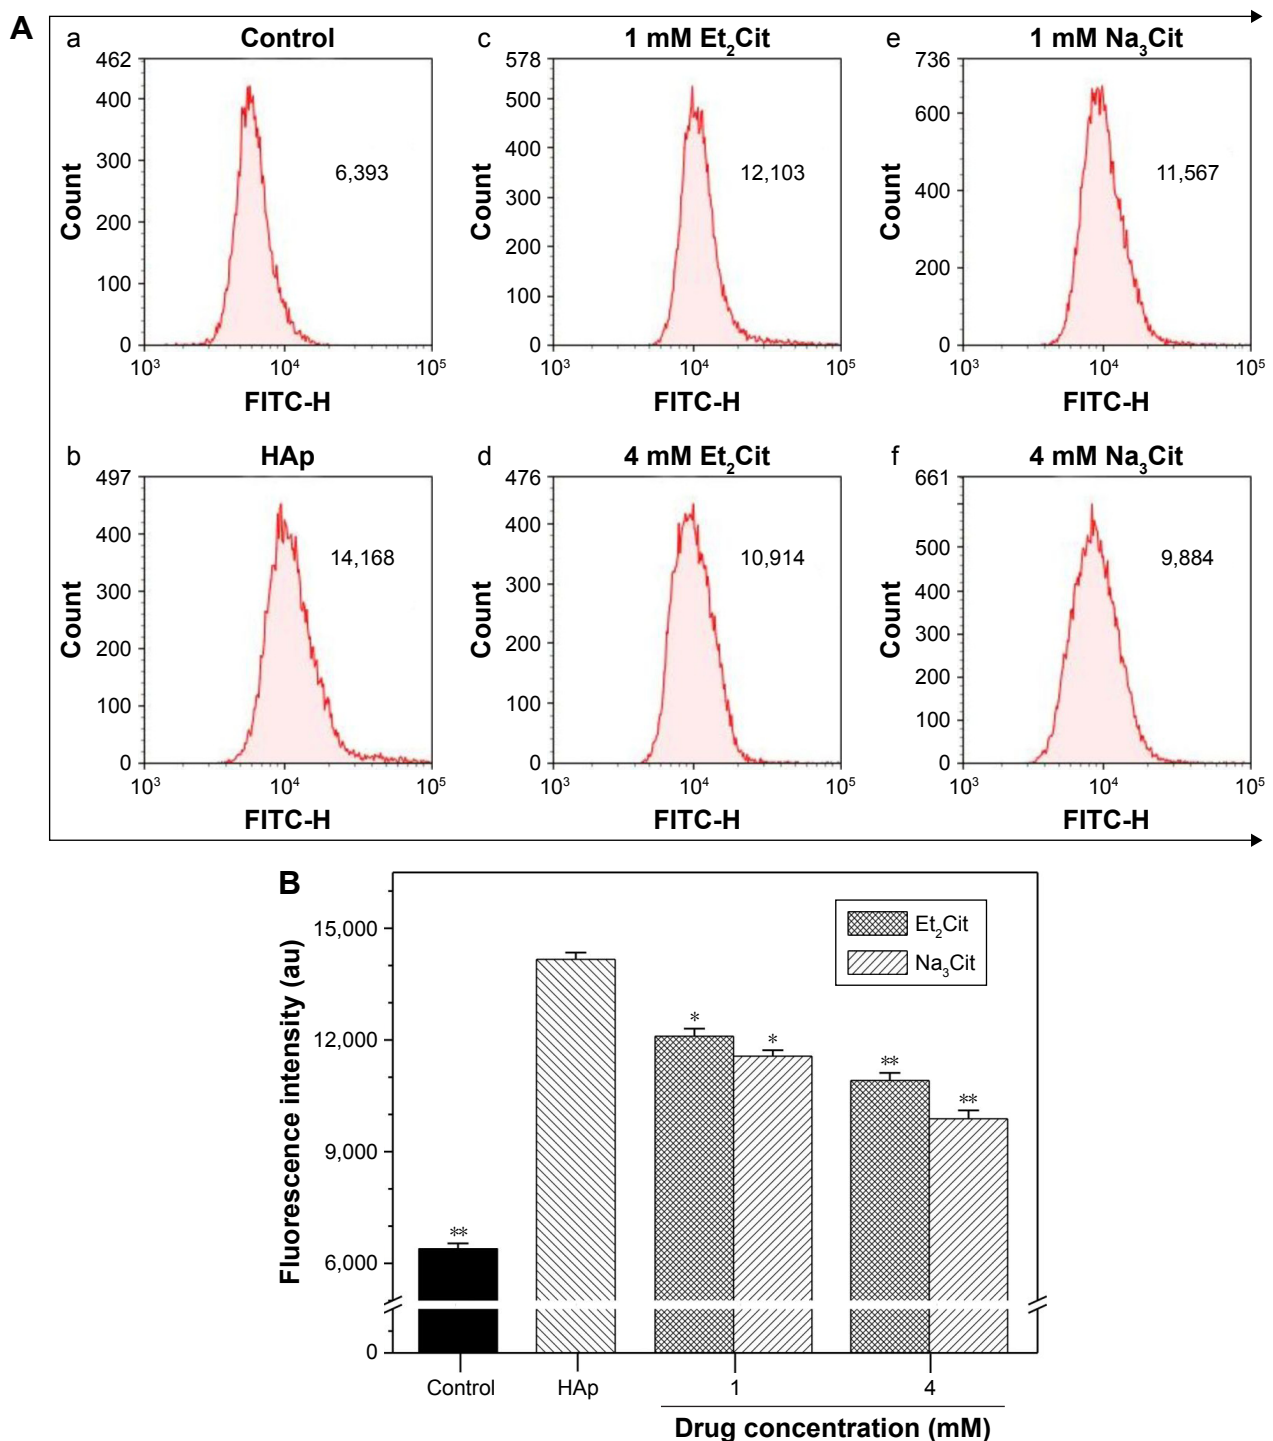 A
a
Control
462
400
300
200
100
0
Count
6,393
10³
10⁴
10⁵
FITC-H
c
1 mM Et₂Cit
578
500
400
300
200
100
0
Count
12,103
10³
10⁴
10⁵
FITC-H
e
1 mM Na₃Cit
736
600
400
200
0
Count
11,567
10³
10⁴
10⁵
FITC-H
b
HAp
497
400
300
200
100
0
Count
14,168
10³
10⁴
10⁵
FITC-H
d
4 mM Et₂Cit
476
400
300
200
100
0
Count
10,914
10³
10⁴
10⁵
FITC-H
f
4 mM Na₃Cit
661
500
400
300
200
100
0
Count
9,884
10³
10⁴
10⁵
FITC-H
B
Fluorescence intensity (au)
15,000
12,000
9,000
6,000
0
Et₂Cit
Na₃Cit
**
*
*
**
**
Control
HAp
1
4
Drug concentration (mM)